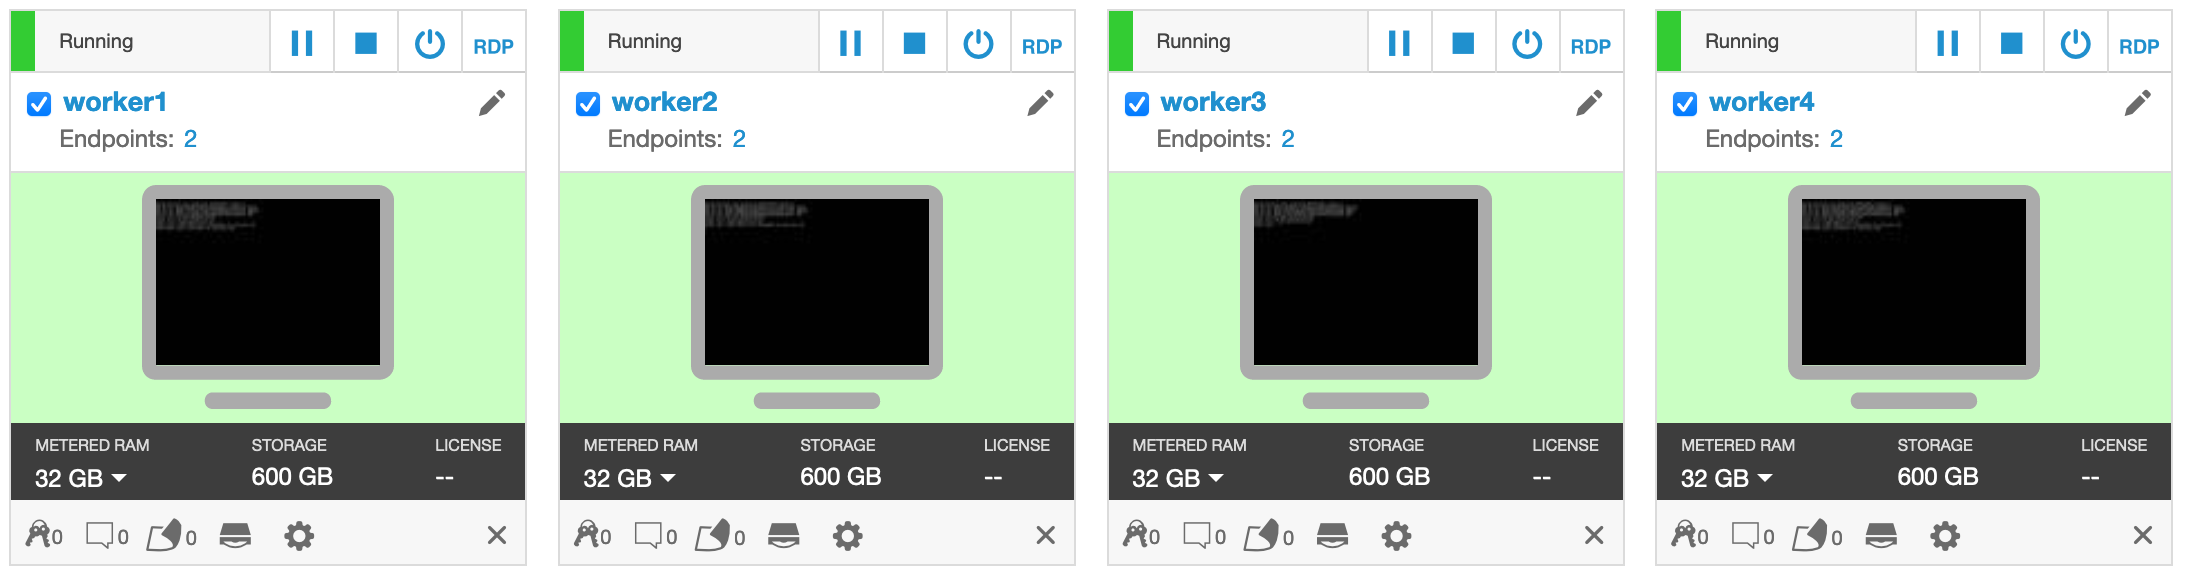 Running RDP
worker1
Endpoints: 2
METERED RAM STORAGE LICENSE
32 GB 600 GB --
0 0 0
Running RDP
worker2
Endpoints: 2
METERED RAM STORAGE LICENSE
32 GB 600 GB --
0 0 0
Running RDP
worker3
Endpoints: 2
METERED RAM STORAGE LICENSE
32 GB 600 GB --
0 0 0
Running RDP
worker4
Endpoints: 2
METERED RAM STORAGE LICENSE
32 GB 600 GB --
0 0 0